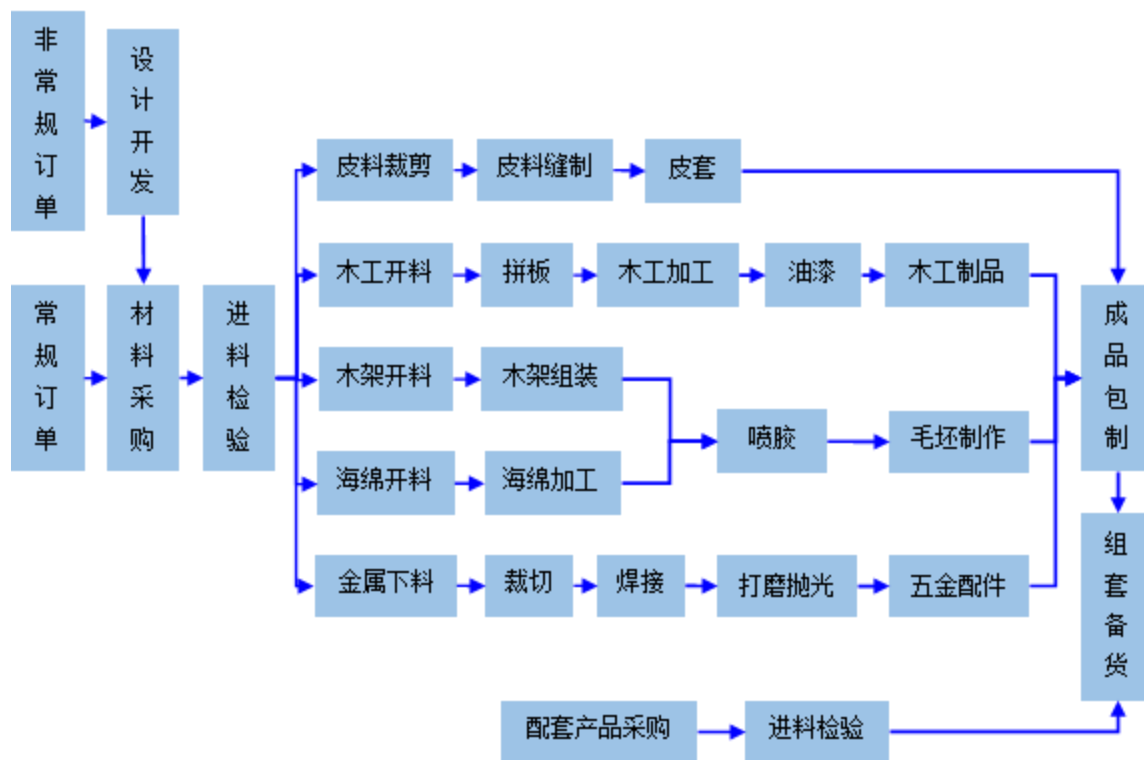 非常规订单
设计开发
皮料裁剪
皮料缝制
皮套
木工开料
拼板
木工加工
油漆
木工制品
常规订单
材料采购
进料检验
成品包制
木架开料
木架组装
喷胶
毛坯制作
海绵开料
海绵加工
组套备货
金属下料
裁切
焊接
打磨抛光
五金配件
配套产品采购
进料检验